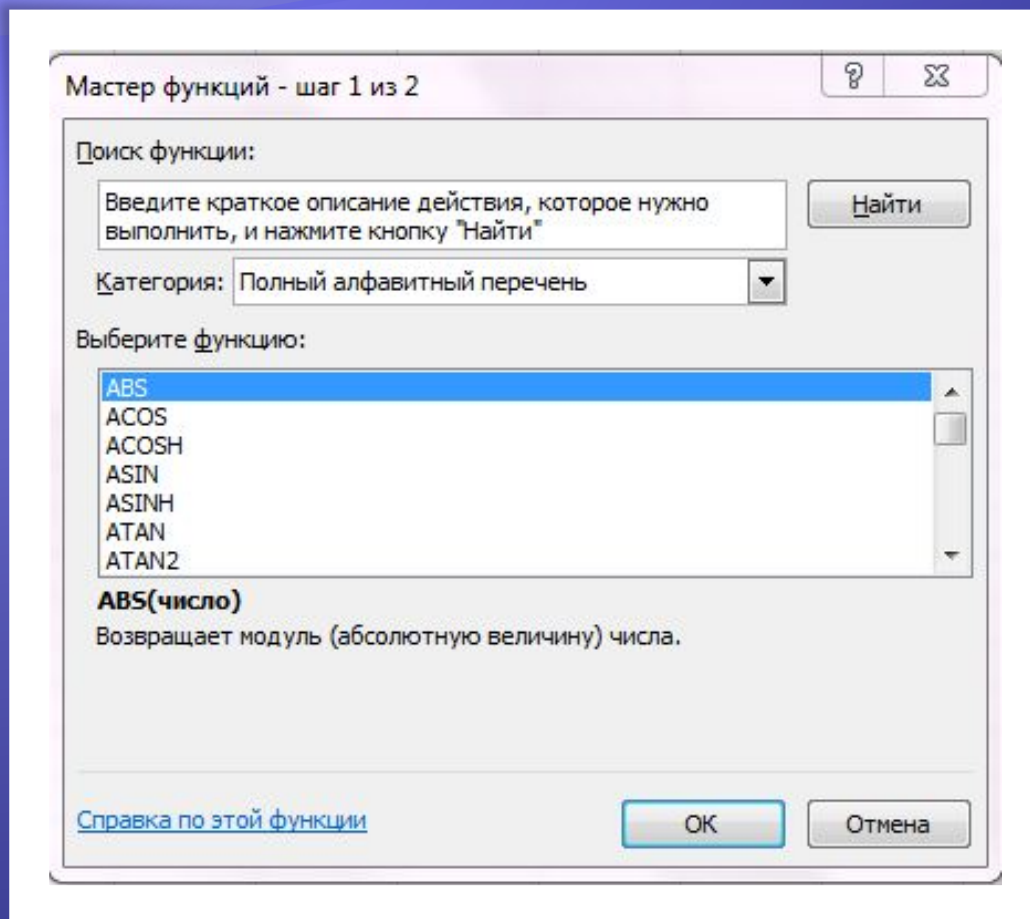 Мастер функций - шаг 1 из 2
Поиск функции:
Введите краткое описание действия, которое нужно
выполнить, и нажмите кнопку "Найти"
Найти
Категория: Полный алфавитный перечень
Выберите функцию:
ABS
ACOS
ACOSH
ASIN
ASINH
ATAN
ATAN2
ABS(число)
Возвращает модуль (абсолютную величину) числа.
Справка по этой функции
ОК
Отмена